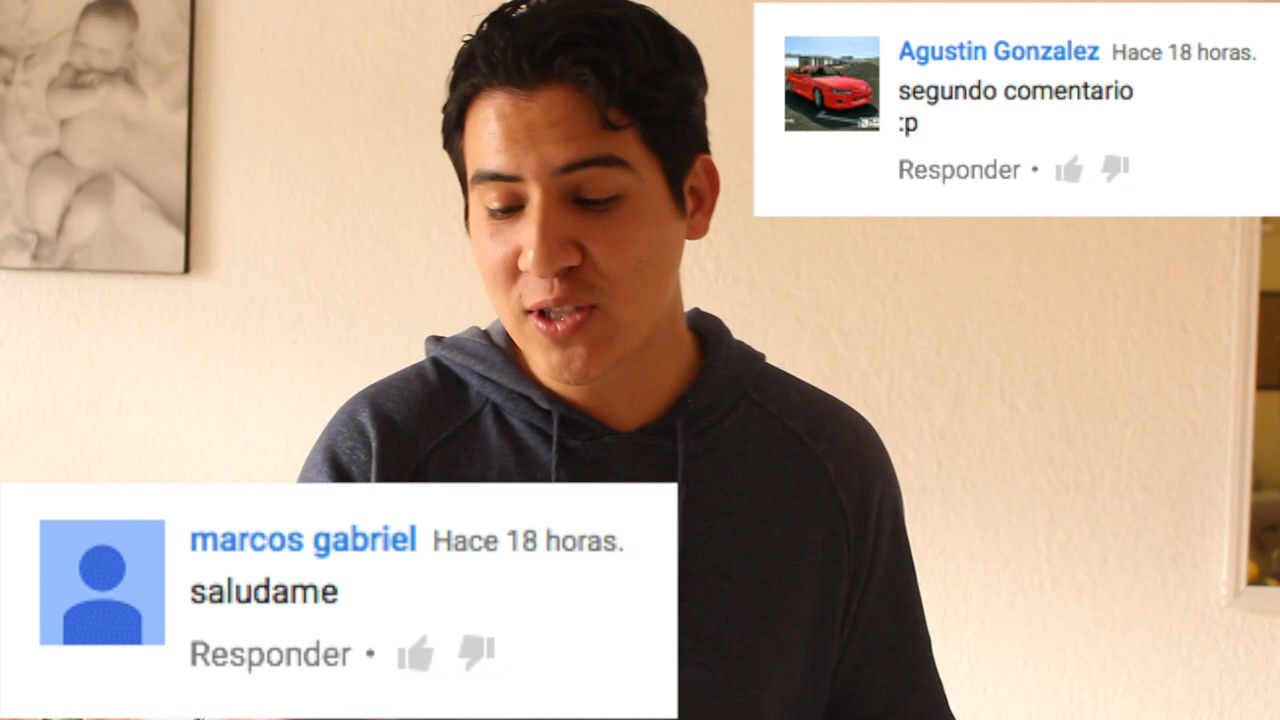 Agustin Gonzalez Hace 18 horas.
segundo comentario
:p
Responder •
marcos gabriel Hace 18 horas.
saludame
Responder •